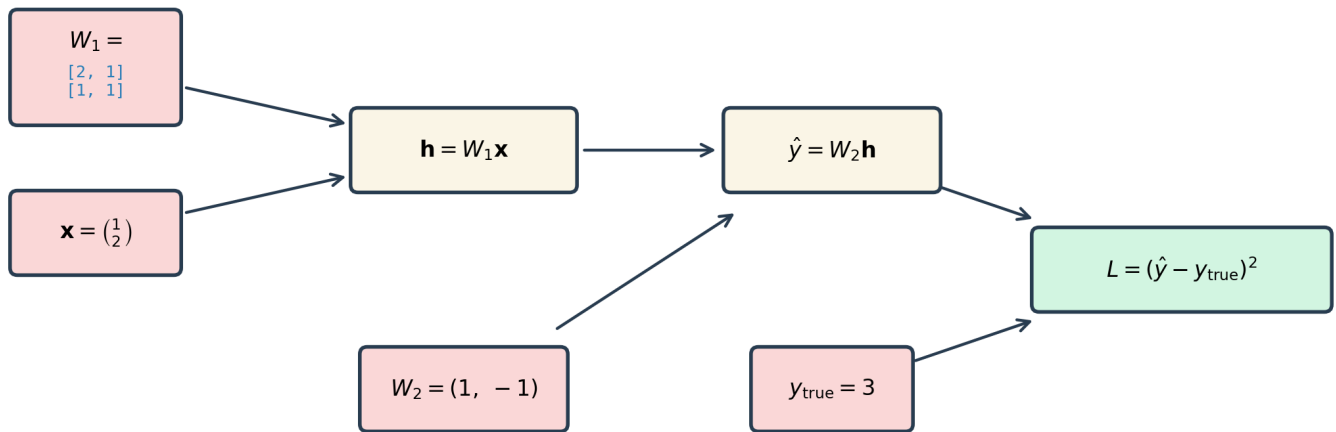 W₁ =
[2, 1]
[1, 1]
h = W₁x
ŷ = W₂h
x = (1 2)
L = (ŷ − y_true)²
W₂ = (1, −1)
y_true = 3